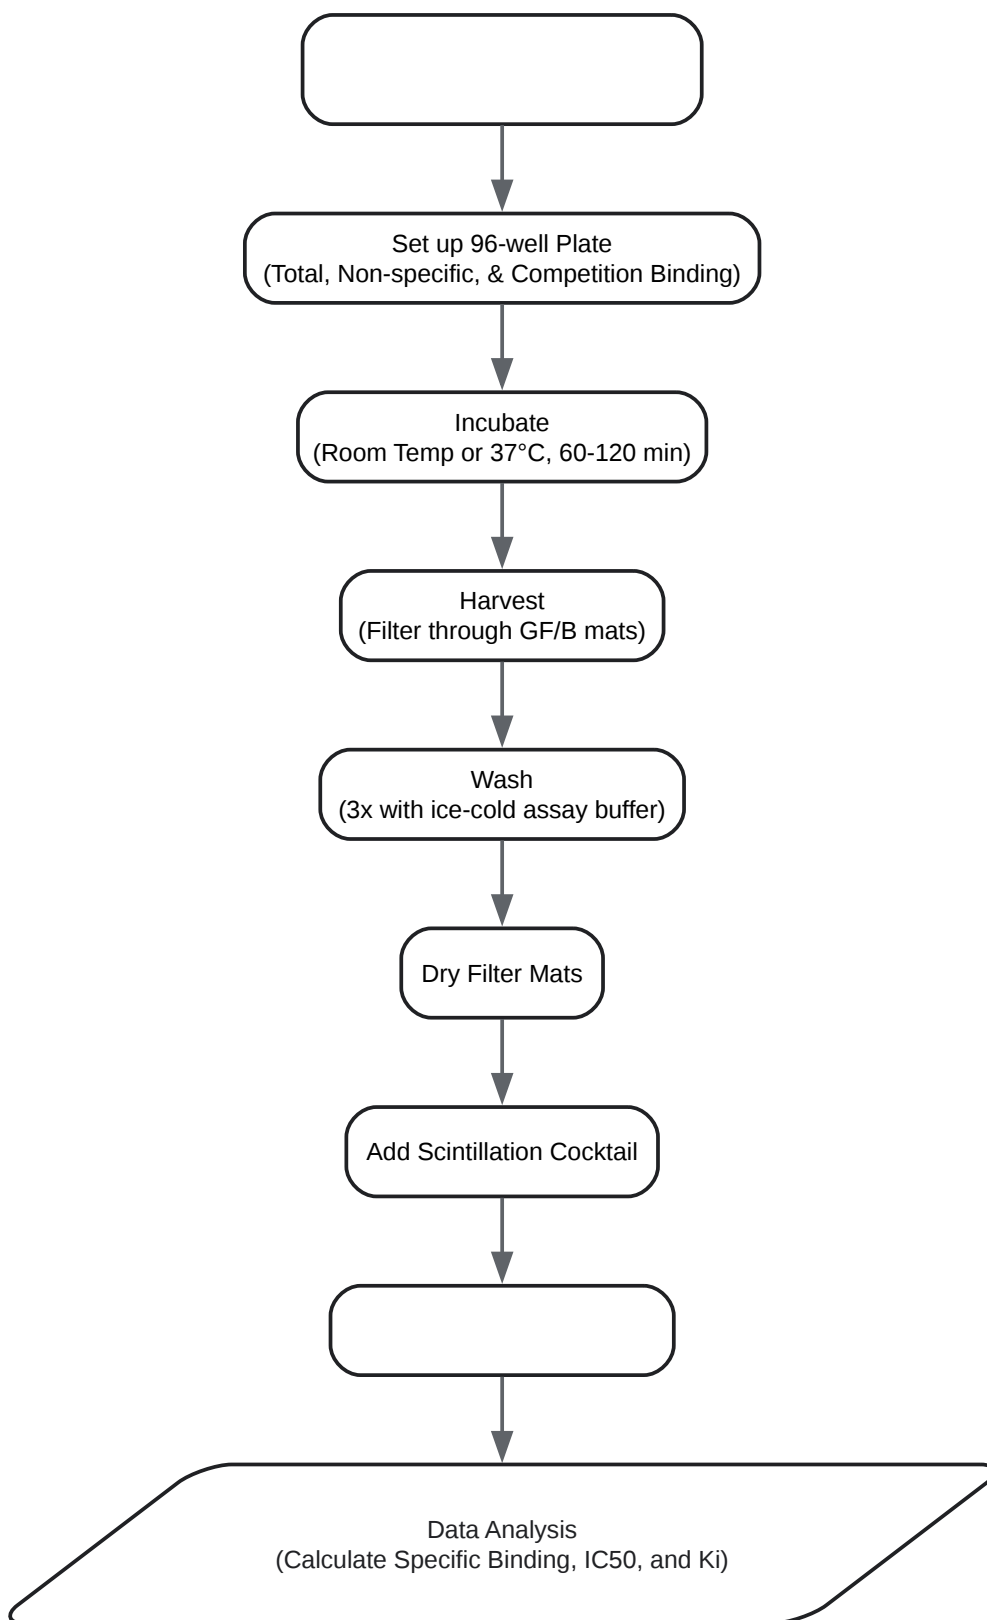 Set up 96-well Plate
(Total, Non-specific, & Competition Binding)
Incubate
(Room Temp or 37°C, 60-120 min)
Harvest
(Filter through GF/B mats)
Wash
(3x with ice-cold assay buffer)
Dry Filter Mats
Add Scintillation Cocktail
Data Analysis
(Calculate Specific Binding, IC50, and Ki)